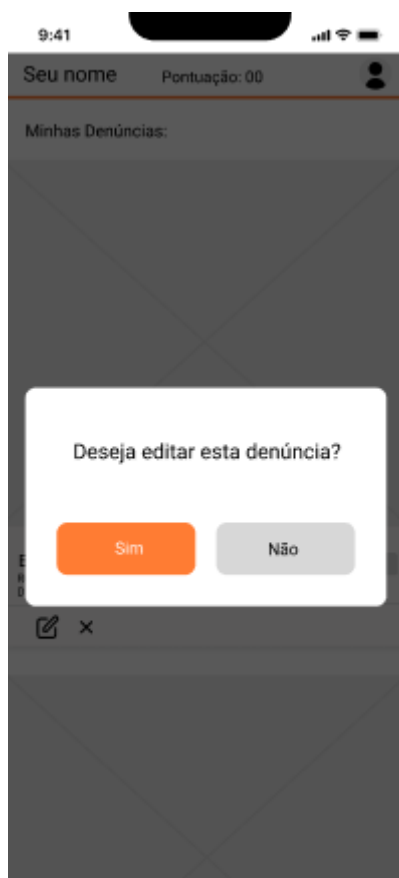 9:41
Seu nome Pontuação: 00
Minhas Denúncias:
Deseja editar esta denúncia?
Sim Não